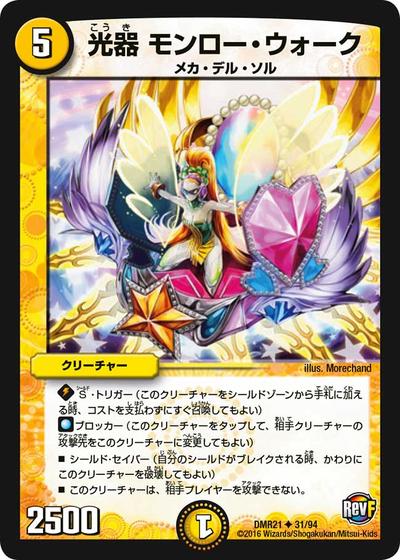 5
こうき
光器 モンロー・ウォーク
メカ・デル・ソル
クリーチャー
illus. Morechand
シールド
S・トリガー (このクリーチャーをシールドゾーンから手札に加え
る時、コストを支払わずにすぐ召喚してもよい)
ブロッカー (このクリーチャーをタップして、相手クリーチャーの
攻撃先をこのクリーチャーに変更してもよい)
■ シールド・セイバー (自分のシールドがブレイクされる時、かわりに
このクリーチャーを破壊してもよい)
■ このクリーチャーは、相手プレイヤーを攻撃できない。
2500
1
DMR21 ◆ 31/94
©2016 Wizards/Shogakukan/Mitsui-Kids
RevF